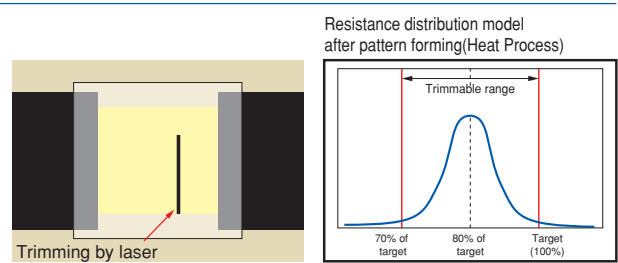 Resistance distribution model
after pattern forming(Heat Process)
Trimmable range
Trimming by laser
70% of
target
80% of
target
Target
(100%)